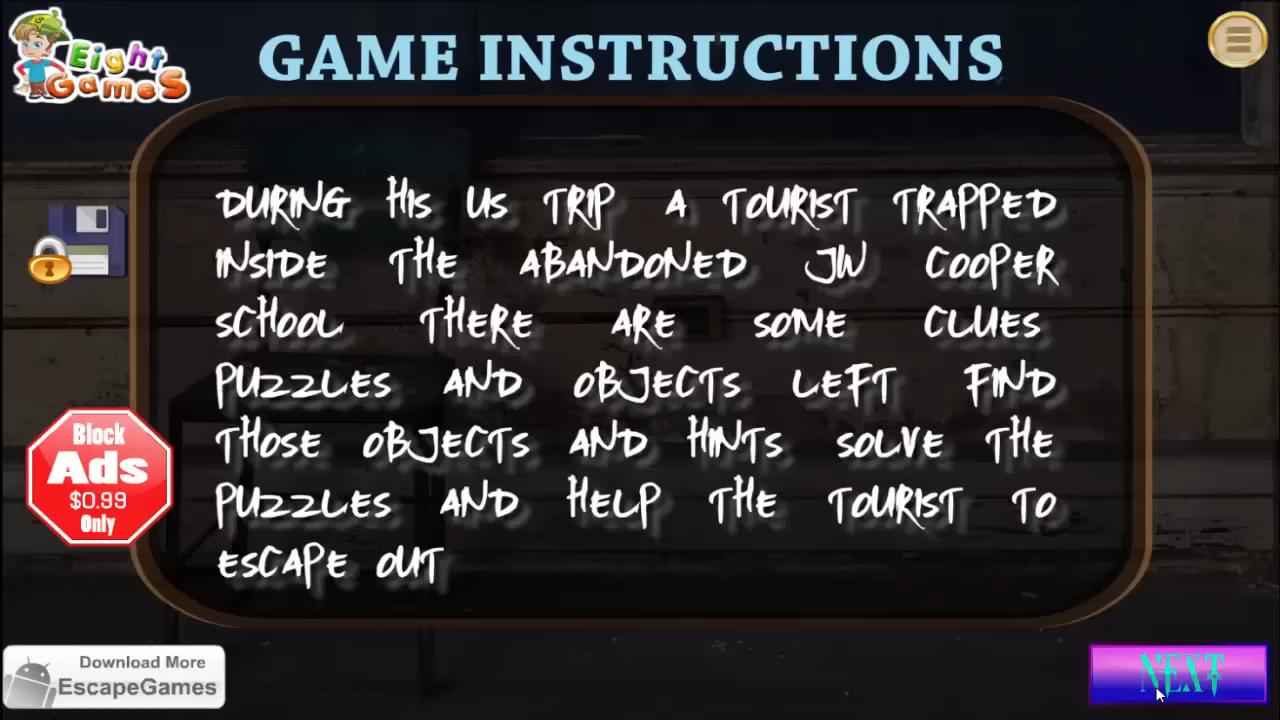 Eight
Games
GAME INSTRUCTIONS
DURING HIS US TRIP A TOURIST TRAPPED
INSIDE THE ABANDONED JW COOPER
SCHOOL THERE ARE SOME CLUES
PUZZLES AND OBJECTS LEFT FIND
THOSE OBJECTS AND HINTS SOLVE THE
PUZZLES AND HELP THE TOURIST TO
ESCAPE OUT
Block
Ads
$0.99
Only
Download More
EscapeGames
NEXT